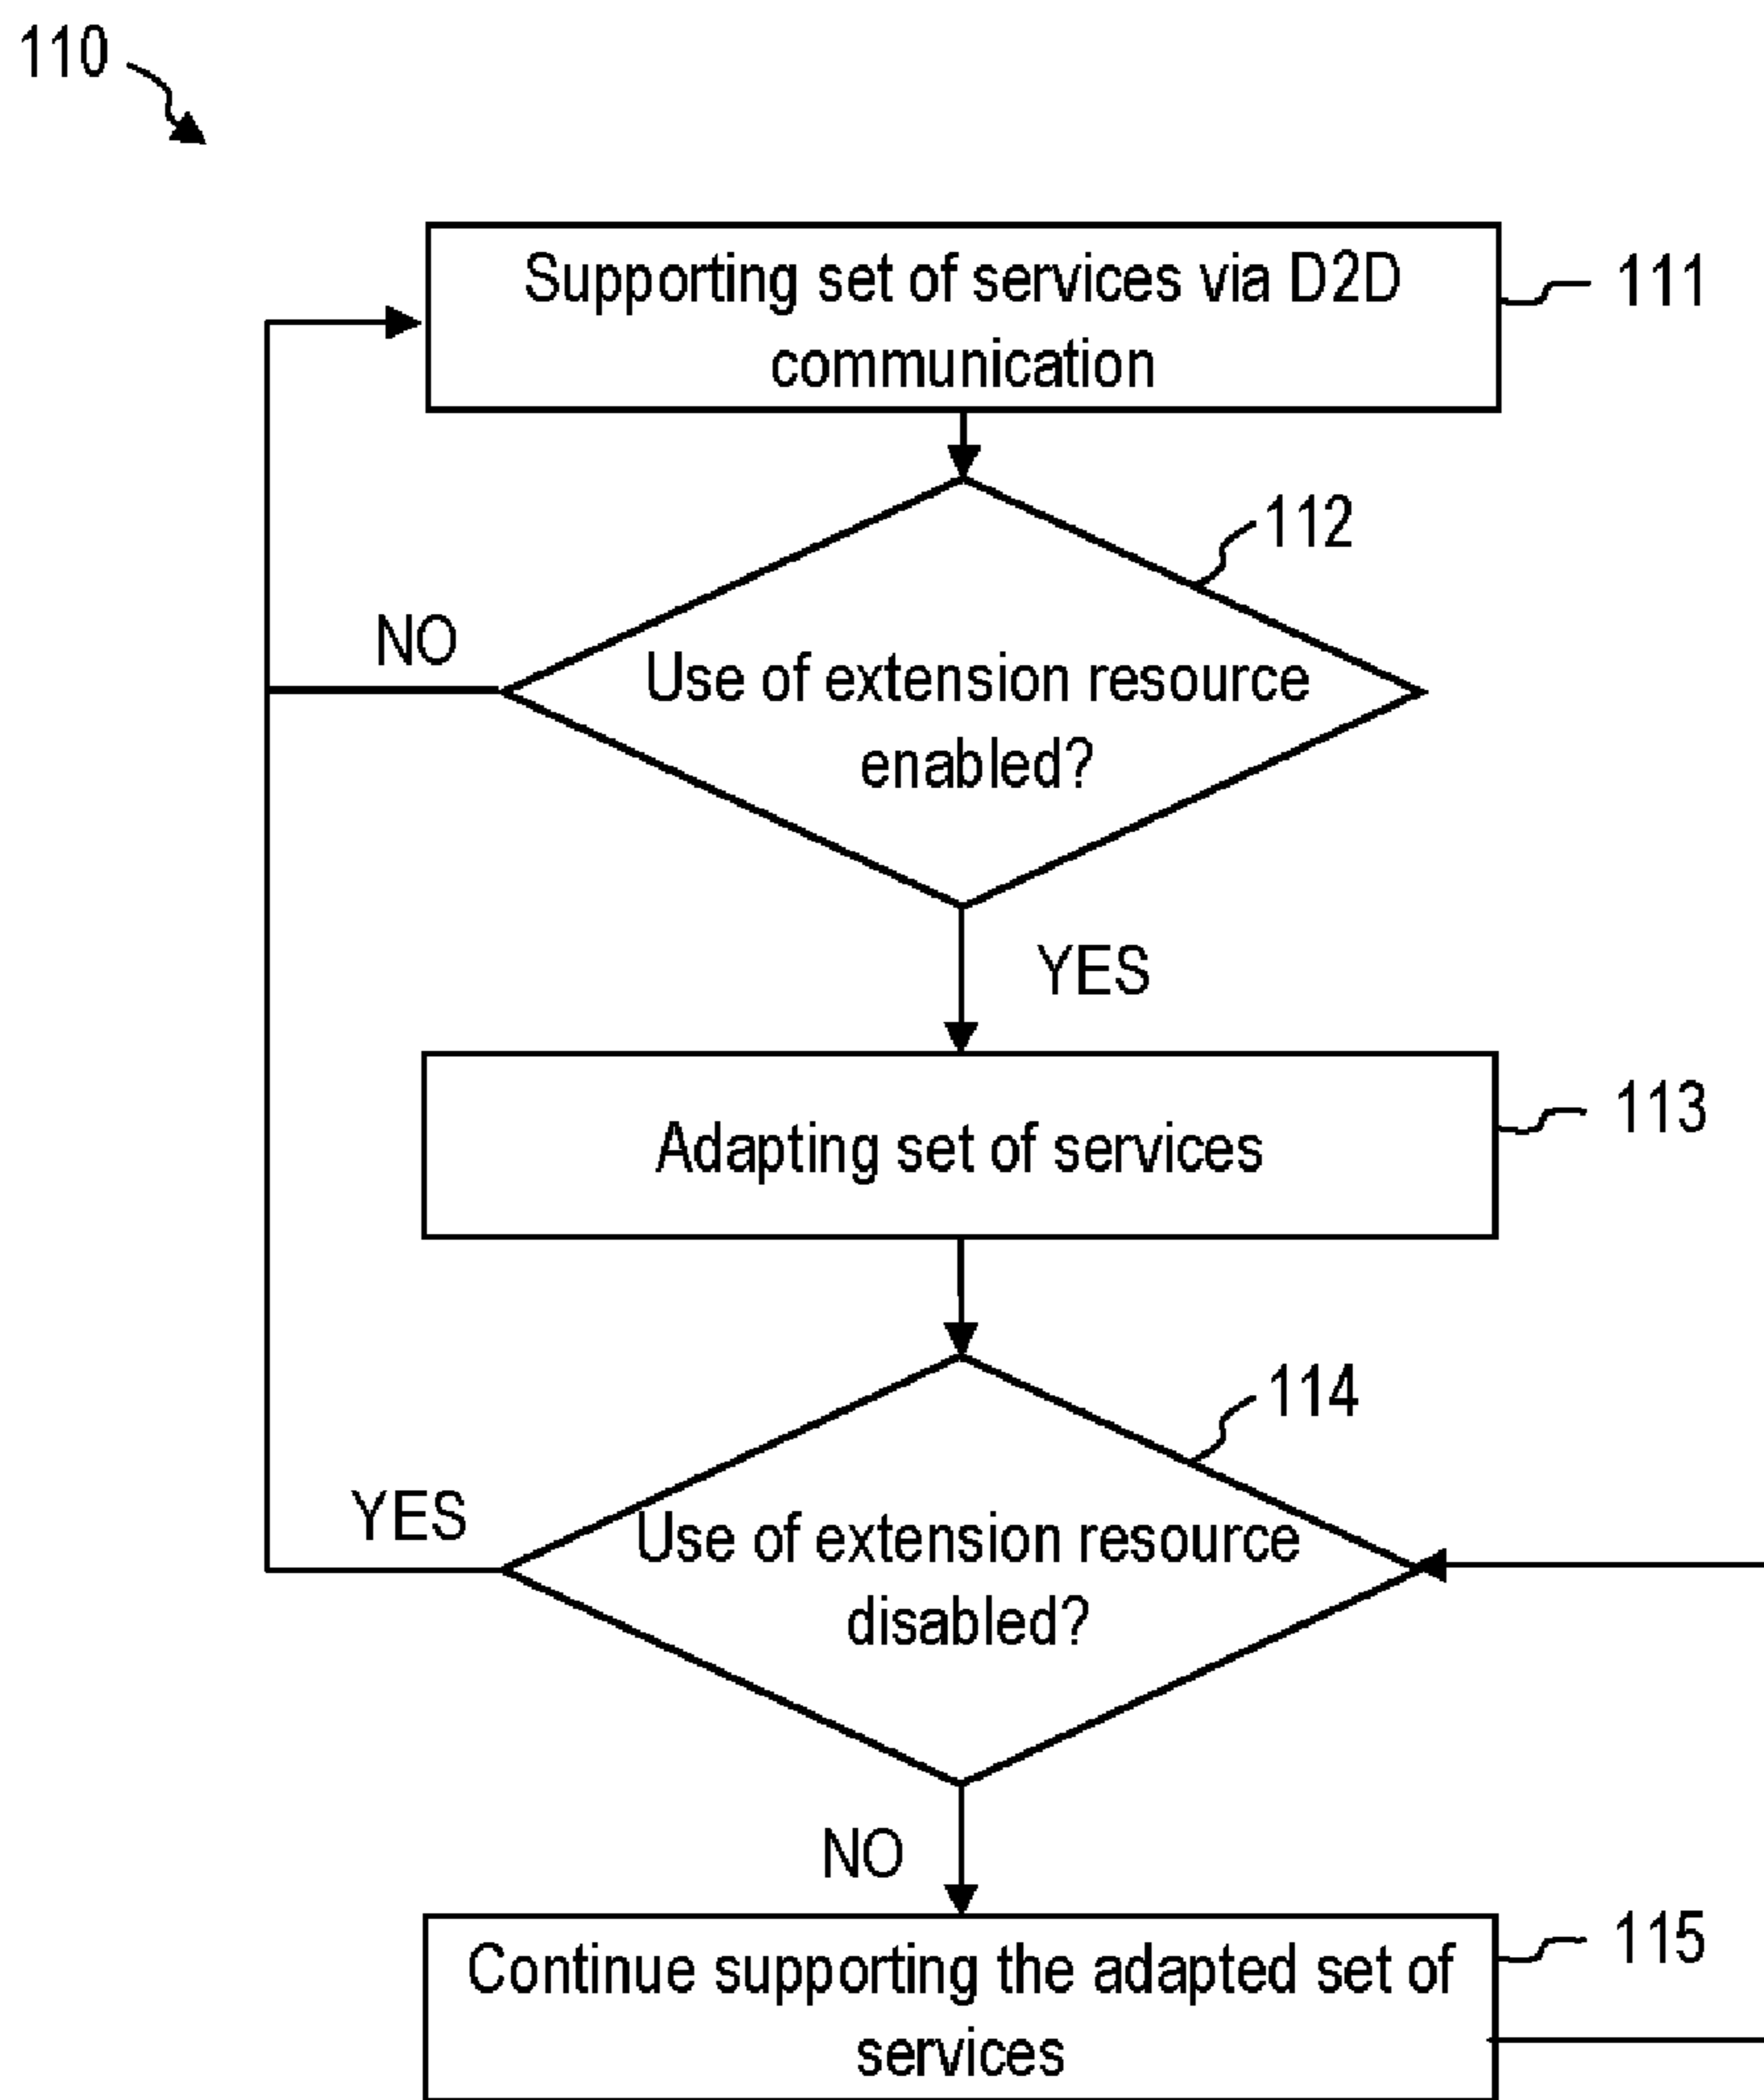 110
Supporting set of services via D2D
communication
111
112
NO
Use of extension resource
enabled?
YES
Adapting set of services
113
114
YES
Use of extension resource
disabled?
NO
Continue supporting the adapted set of
services
115